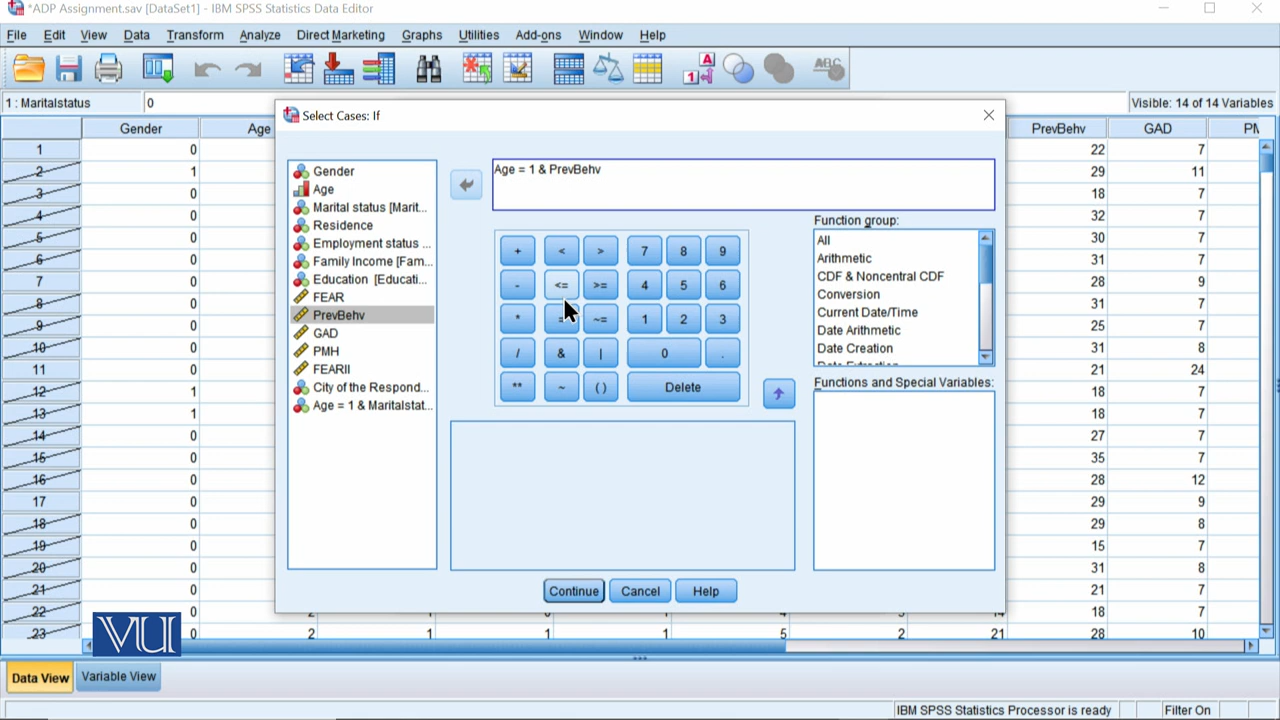 *ADP Assignment.sav [DataSet1] - IBM SPSS Statistics Data Editor
File Edit View Data Transform Analyze Direct Marketing Graphs Utilities Add-ons Window Help
1 : Maritalstatus 0 Visible: 14 of 14 Variables
Gender Age PrevBehv GAD
1 0 22 7
2 1 29 11
3 0 18 7
4 0 32 7
5 0 30 7
6 0 31 7
7 0 28 9
8 0 31 7
9 0 25 7
10 0 31 8
11 0 21 24
12 1 18 7
13 1 18 7
14 0 27 7
15 0 35 7
16 0 28 12
17 0 29 9
18 0 29 8
19 0 15 7
20 0 31 8
21 0 21 7
22 0 18 7
23 0 2 1 1 1 5 2 21 28 10
Select Cases: If
Gender
Age
Marital status [Marit...
Residence
Employment status ...
Family Income [Fam...
Education [Educati...
FEAR
PrevBehv
GAD
PMH
FEARII
City of the Respond...
Age = 1 & Maritalstat...
Age = 1 & PrevBehv
+ < > 7 8 9
- <= >= 4 5 6
* ~= 1 2 3
/ & | 0 .
** ~ ( ) Delete
Function group:
All
Arithmetic
CDF & Noncentral CDF
Conversion
Current Date/Time
Date Arithmetic
Date Creation
Functions and Special Variables:
Continue Cancel Help
VU
Data View Variable View
IBM SPSS Statistics Processor is ready Filter On